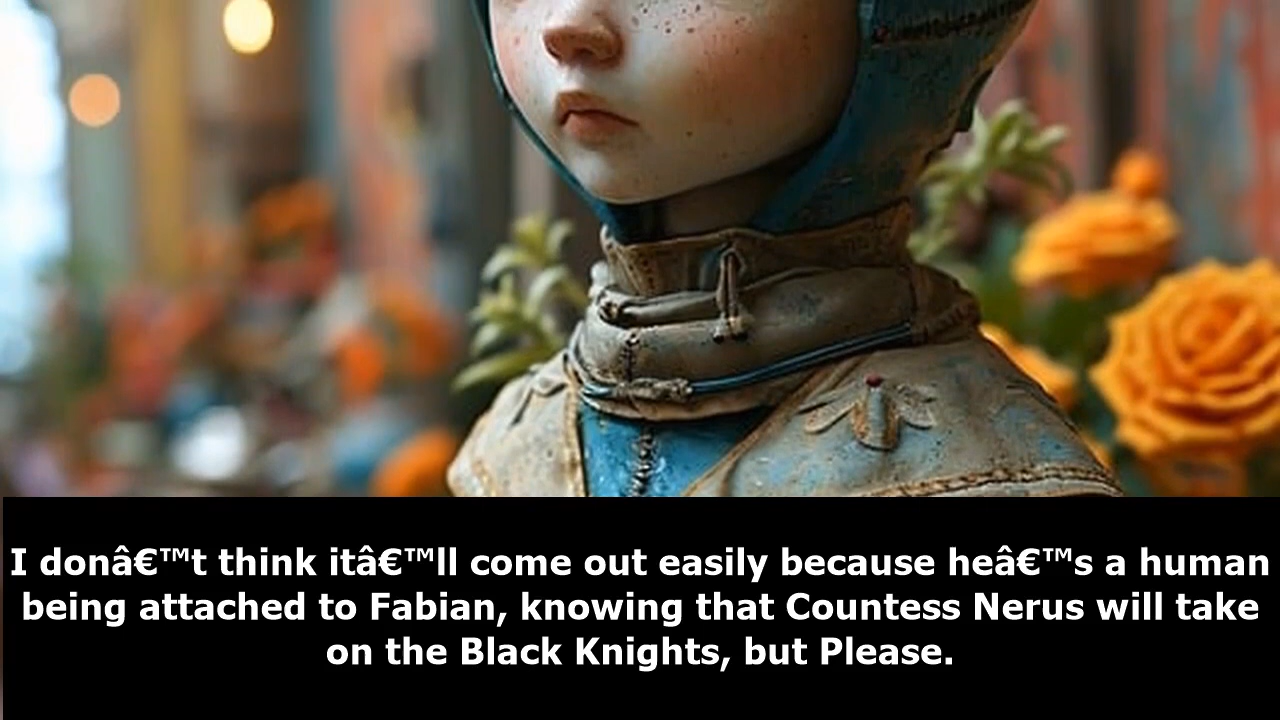 I donâ€™t think itâ€™ll come out easily because heâ€™s a human
being attached to Fabian, knowing that Countess Nerus will take
on the Black Knights, but Please.